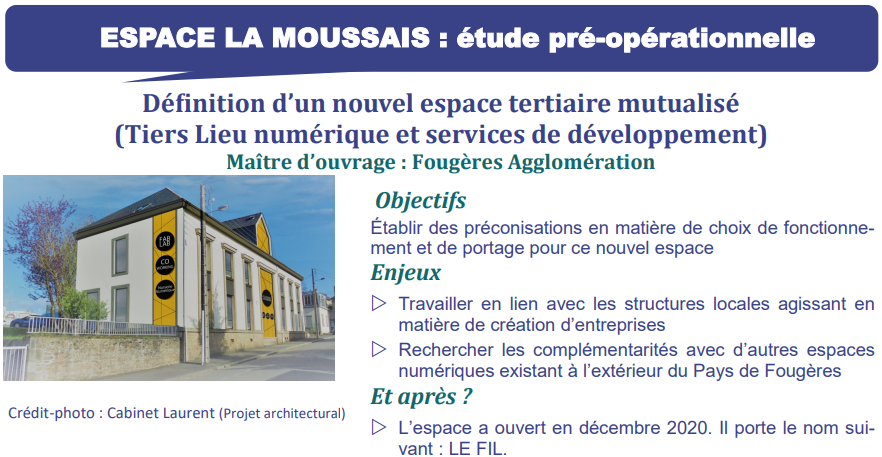 ESPACE LA MOUSSAIS : étude pré-opérationnelle
Définition d’un nouvel espace tertiaire mutualisé
(Tiers Lieu numérique et services de développement)
Maître d’ouvrage : Fougères Agglomération
FAB
LAB
CO
WORKING
Crédit-photo : Cabinet Laurent (Projet architectural)
Objectifs
Établir des préconisations en matière de choix de fonctionne-
ment et de portage pour ce nouvel espace
Enjeux
Travailler en lien avec les structures locales agissant en
matière de création d’entreprises
Rechercher les complémentarités avec d’autres espaces
numériques existant à l’extérieur du Pays de Fougères
Et après ?
L’espace a ouvert en décembre 2020. Il porte le nom sui-
vant : LE FIL.